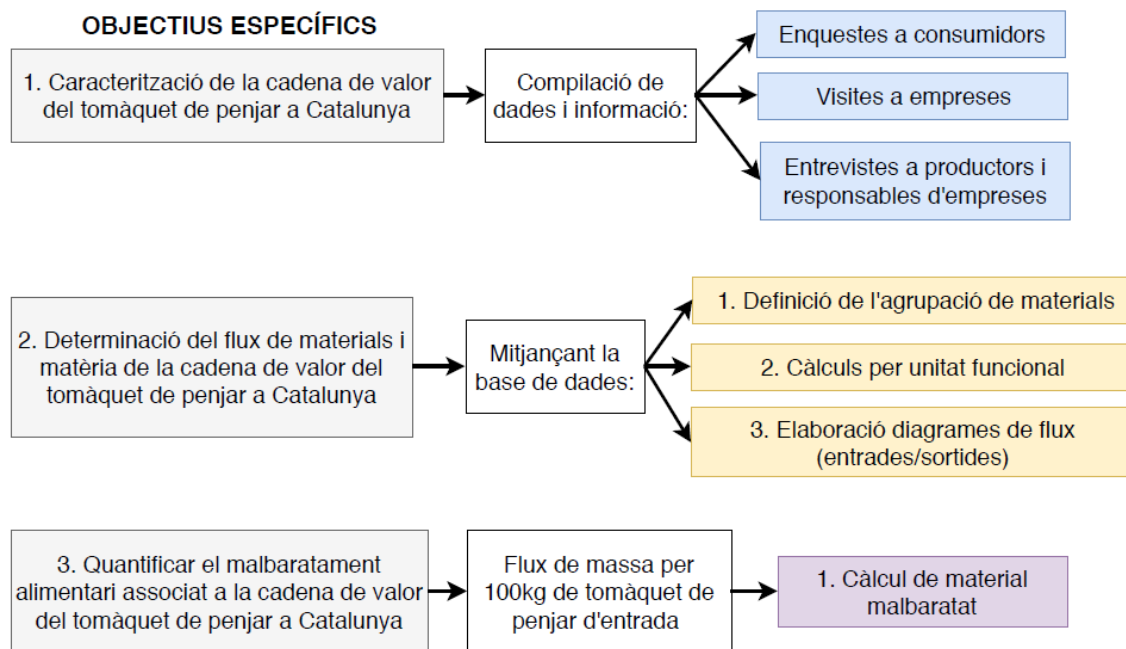 OBJECTIUS ESPECÍFICS
1. Caracterització de la cadena de valor
del tomàquet de penjar a Catalunya
Compilació de
dades i informació:
Enquestes a consumidors
Visites a empreses
Entrevistes a productors i
responsables d'empreses
2. Determinació del flux de materials i
matèria de la cadena de valor del
tomàquet de penjar a Catalunya
Mitjançant la
base de dades:
1. Definició de l'agrupació de materials
2. Càlculs per unitat funcional
3. Elaboració diagrames de flux
(entrades/sortides)
3. Quantificar el malbaratament
alimentari associat a la cadena de valor
del tomàquet de penjar a Catalunya
Flux de massa per
100kg de tomàquet de
penjar d'entrada
1. Càlcul de material
malbaratat